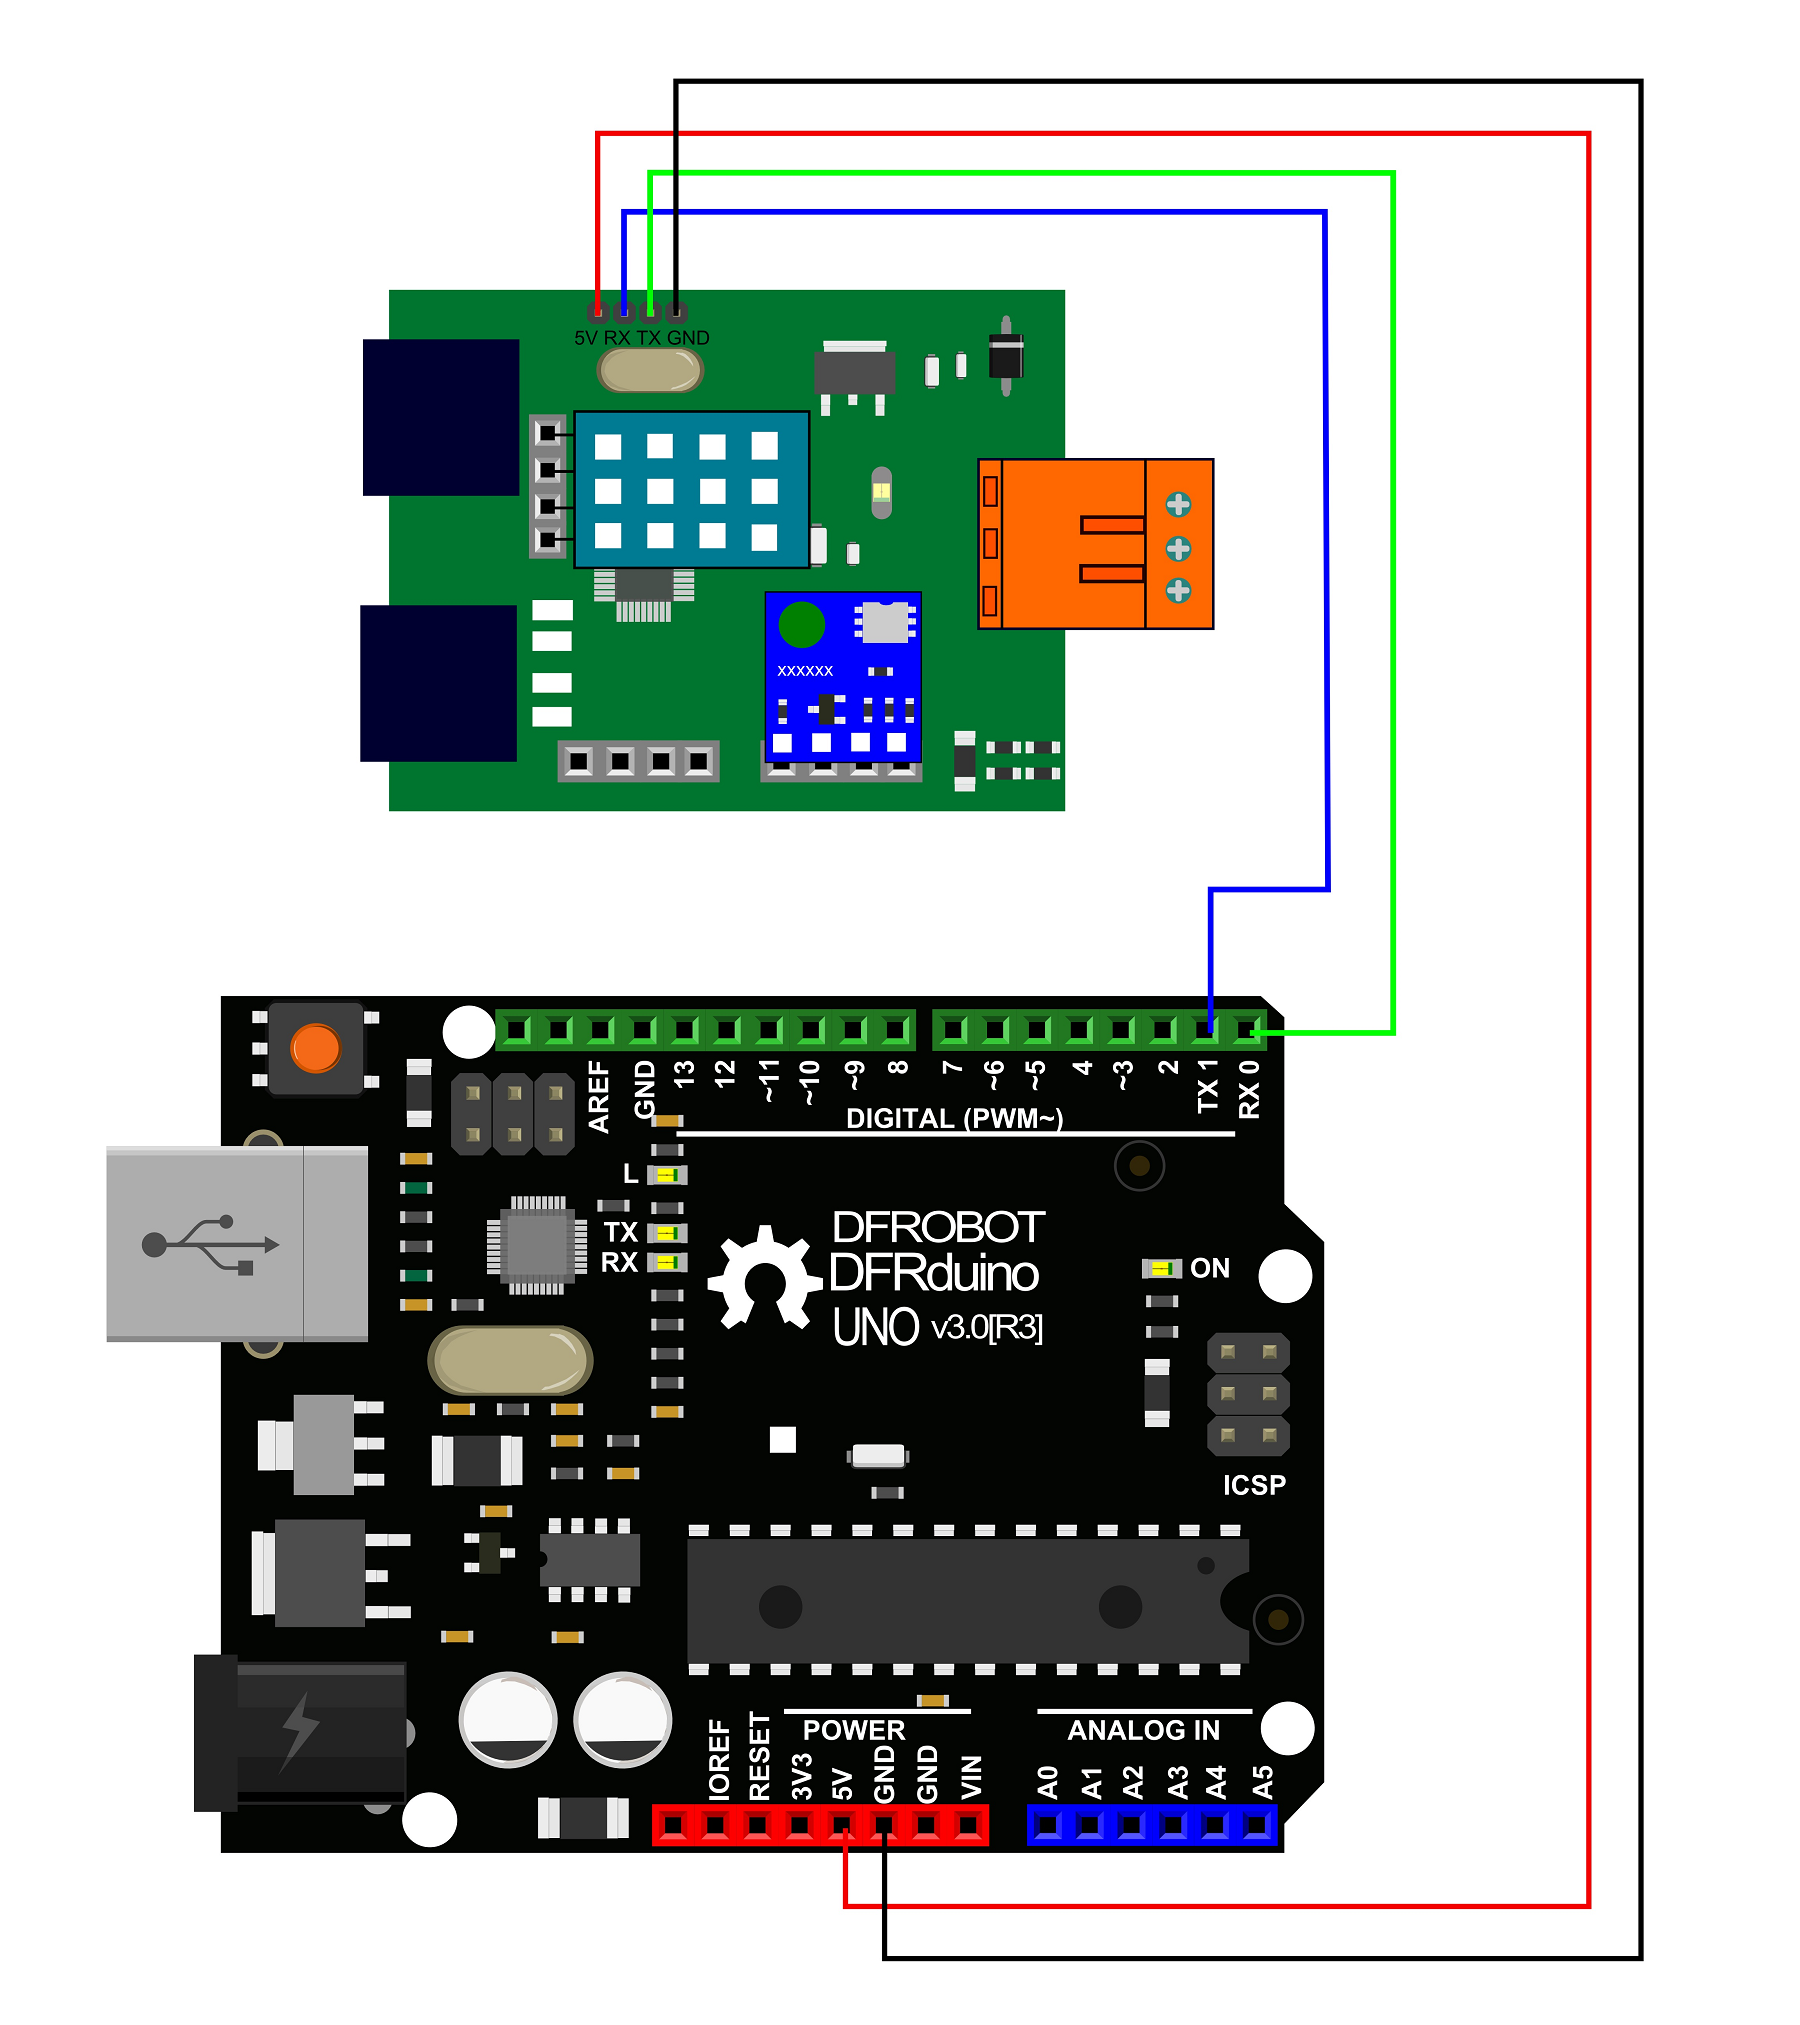 5V RX TX GND
XXXXXX
AREF
GND
13
12
~11
~10
~9
8
7
~6
~5
4
~3
2
TX 1
RX 0
DIGITAL (PWM~)
L
TX
RX
DFROBOT
DFRduino
UNO v3.0[R3]
ON
ICSP
POWER
ANALOG IN
IOREF
RESET
3V3
5V
GND
GND
VIN
A0
A1
A2
A3
A4
A5